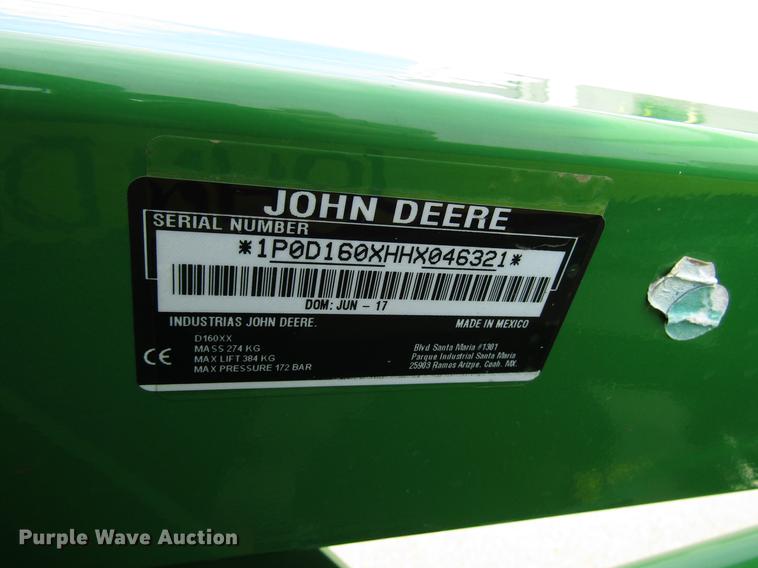 JOHN DEERE
SERIAL NUMBER
*1P0D160XHHX046321*
DOM: JUN - 17
INDUSTRIAS JOHN DEERE. MADE IN MEXICO
D160XX
MASS 274 KG
MAX LIFT 384 KG
MAX PRESSURE 172 BAR
CE
Blvd Santa Maria #1301
Parque Industrial Santa Maria
25903 Ramos Arizpe. Coah. MX.
Purple Wave Auction